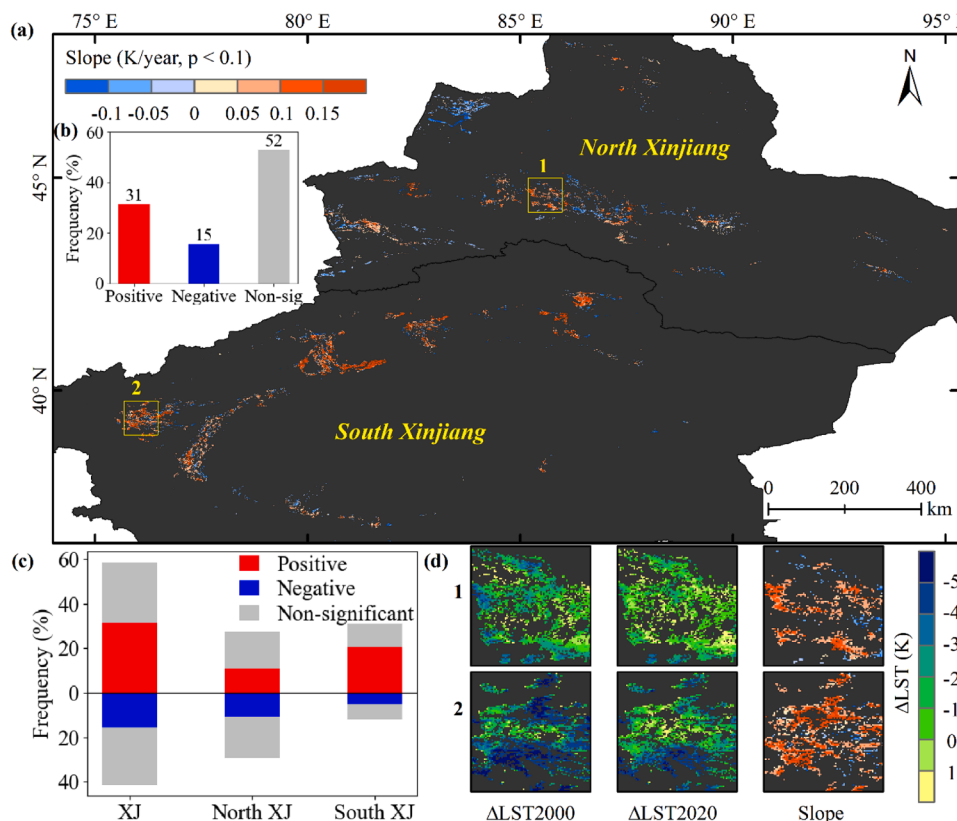 75° E 80° E 85° E 90° E 95° E
(a)
Slope (K/year, p < 0.1)
-0.1 -0.05 0 0.05 0.1 0.15
N
(b)
60
40
20
0
Frequency (%)
31
15
52
Positive Negative Non-sig
North Xinjiang
1
45° N
40° N
2
South Xinjiang
0 200 400
km
(c)
60
40
20
0
20
40
Frequency (%)
Positive
Negative
Non-significant
XJ North XJ South XJ
(d)
1
2
ΔLST2000 ΔLST2020 Slope
ΔLST (K)
-5
-4
-3
-2
-1
0
1